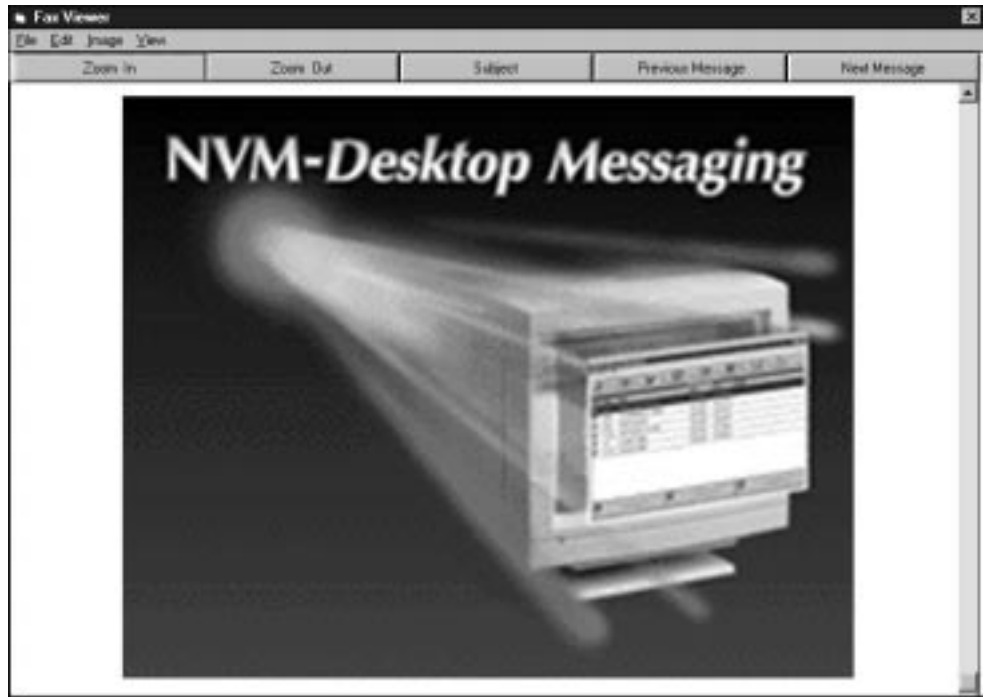 Fax Viewer
File Edit Image View
Zoom In Zoom Out Subject Previous Message Next Message
NVM-Desktop Messaging